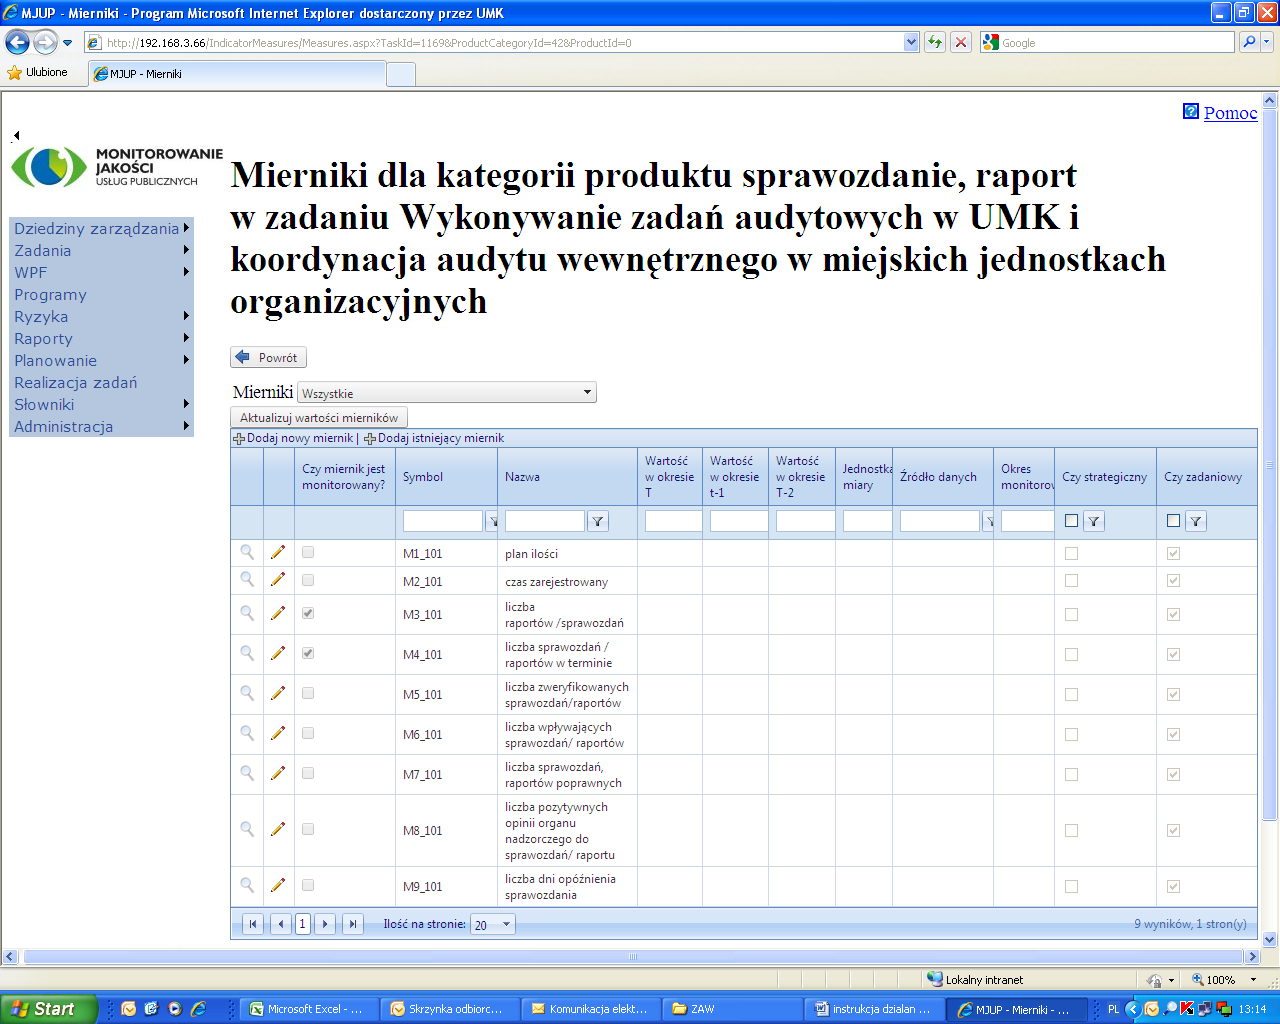 MJUP - Mierniki - Program Microsoft Internet Explorer dostarczony przez UMK
http://192.168.3.66/IndicatorMeasures/Measures.aspx?TaskId=1169&ProductCategoryId=42&ProductId=0
Google
Ulubione
MJUP - Mierniki
Pomoc
MONITOROWANIE
JAKOŚCI
USŁUG PUBLICZNYCH
Dziedziny zarządzania
Zadania
WPF
Programy
Ryzyka
Raporty
Planowanie
Realizacja zadań
Słowniki
Administracja
Mierniki dla kategorii produktu sprawozdanie, raport
w zadaniu Wykonywanie zadań audytowych w UMK i
koordynacja audytu wewnętrznego w miejskich jednostkach
organizacyjnych
Powrót
Mierniki Wszystkie
Aktualizuj wartości mierników
Dodaj nowy miernik | Dodaj istniejący miernik
Czy miernik jest
monitorowany?
Symbol
Nazwa
Wartość
w okresie
T
Wartość
w okresie
t-1
Wartość
w okresie
T-2
Jednostka
miary
Źródło danych
Okres
monitorow
Czy strategiczny
Czy zadaniowy
M1_101 plan ilości
M2_101 czas zarejestrowany
M3_101 liczba
raportów /sprawozdań
M4_101 liczba sprawozdań /
raportów w terminie
M5_101 liczba zweryfikowanych
sprawozdań/raportów
M6_101 liczba wpływających
sprawozdań/ raportów
M7_101 liczba sprawozdań,
raportów poprawnych
M8_101 liczba pozytywnych
opinii organu
nadzorczego do
sprawozdań/ raportu
M9_101 liczba dni opóźnienia
sprawozdania
1 Ilość na stronie: 20 9 wyników, 1 stron(y)
Lokalny intranet 100%
Start Microsoft Excel - ... Skrzynka odbiorc... Komunikacja elekt... ZAW instrukcja dzialan ... MJUP - Mierniki - ... PL 13:14